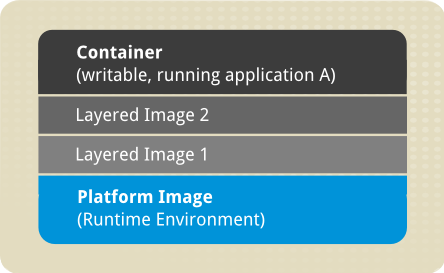 Container
(writable, running application A)
Layered Image 2
Layered Image 1
Platform Image
(Runtime Environment)